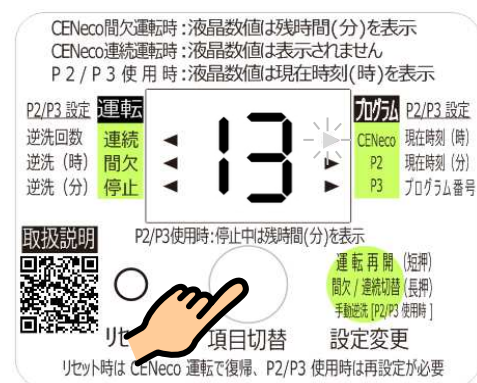 CENeco間欠運転時:液晶数値は残時間(分)を表示
CENeco連続運転時:液晶数値は表示されません
P2/P3使用時:液晶数値は現在時刻(時)を表示
P2/P3 設定 運転 プログラム P2/P3 設定
逆洗回数 連続 CENeco 現在時刻（時）
逆洗（時） 間欠 13 P2 現在時刻（分）
逆洗（分） 停止 P3 プログラム番号
取扱説明 P2/P3使用時:停止中は残時間(分)を表示
運転再開 (短押)
間欠/連続切替(長押)
手動逆洗 [P2/P3使用時]
リセ 項目切替 設定変更
リセット時は CENeco 運転で復帰、P2/P3 使用時は再設定が必要